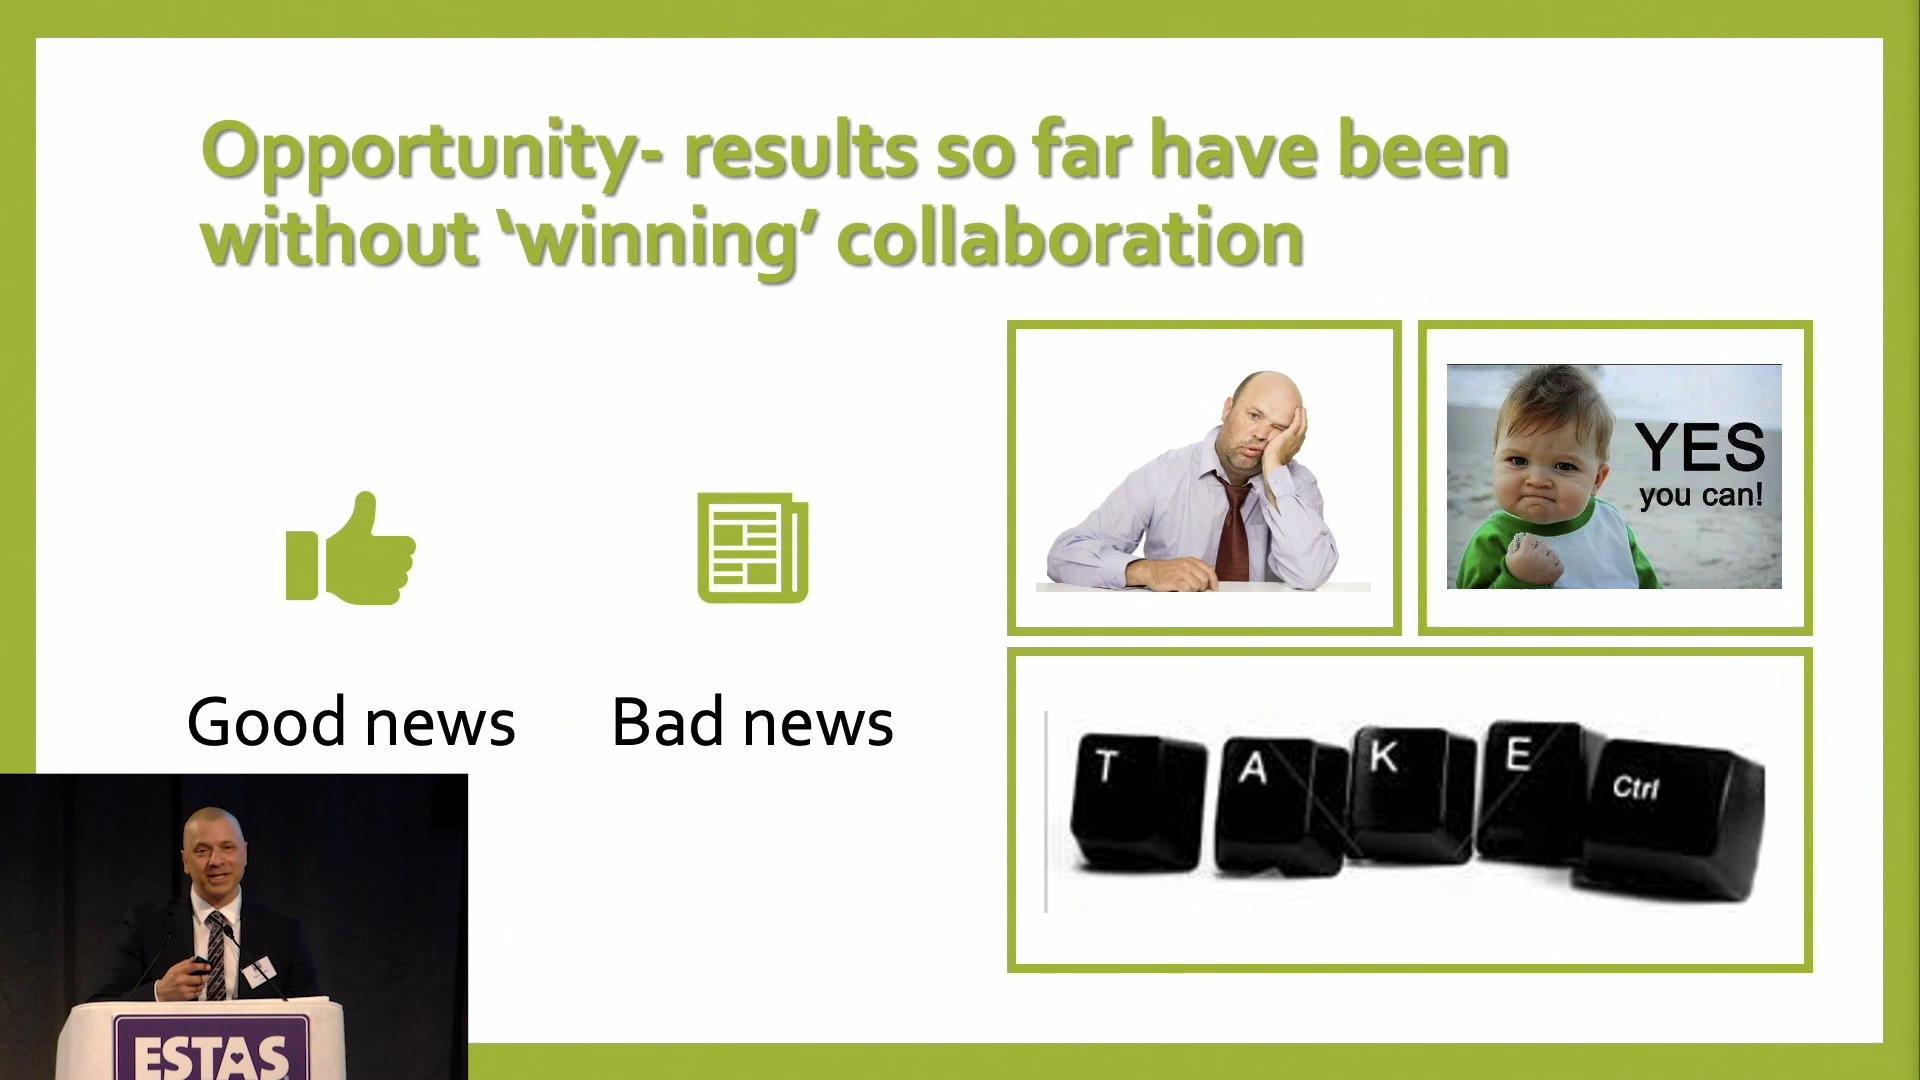 Opportunity- results so far have been
without ‘winning’ collaboration
YES
you can!
Good news
Bad news
T A K E Ctrl
ESTAS